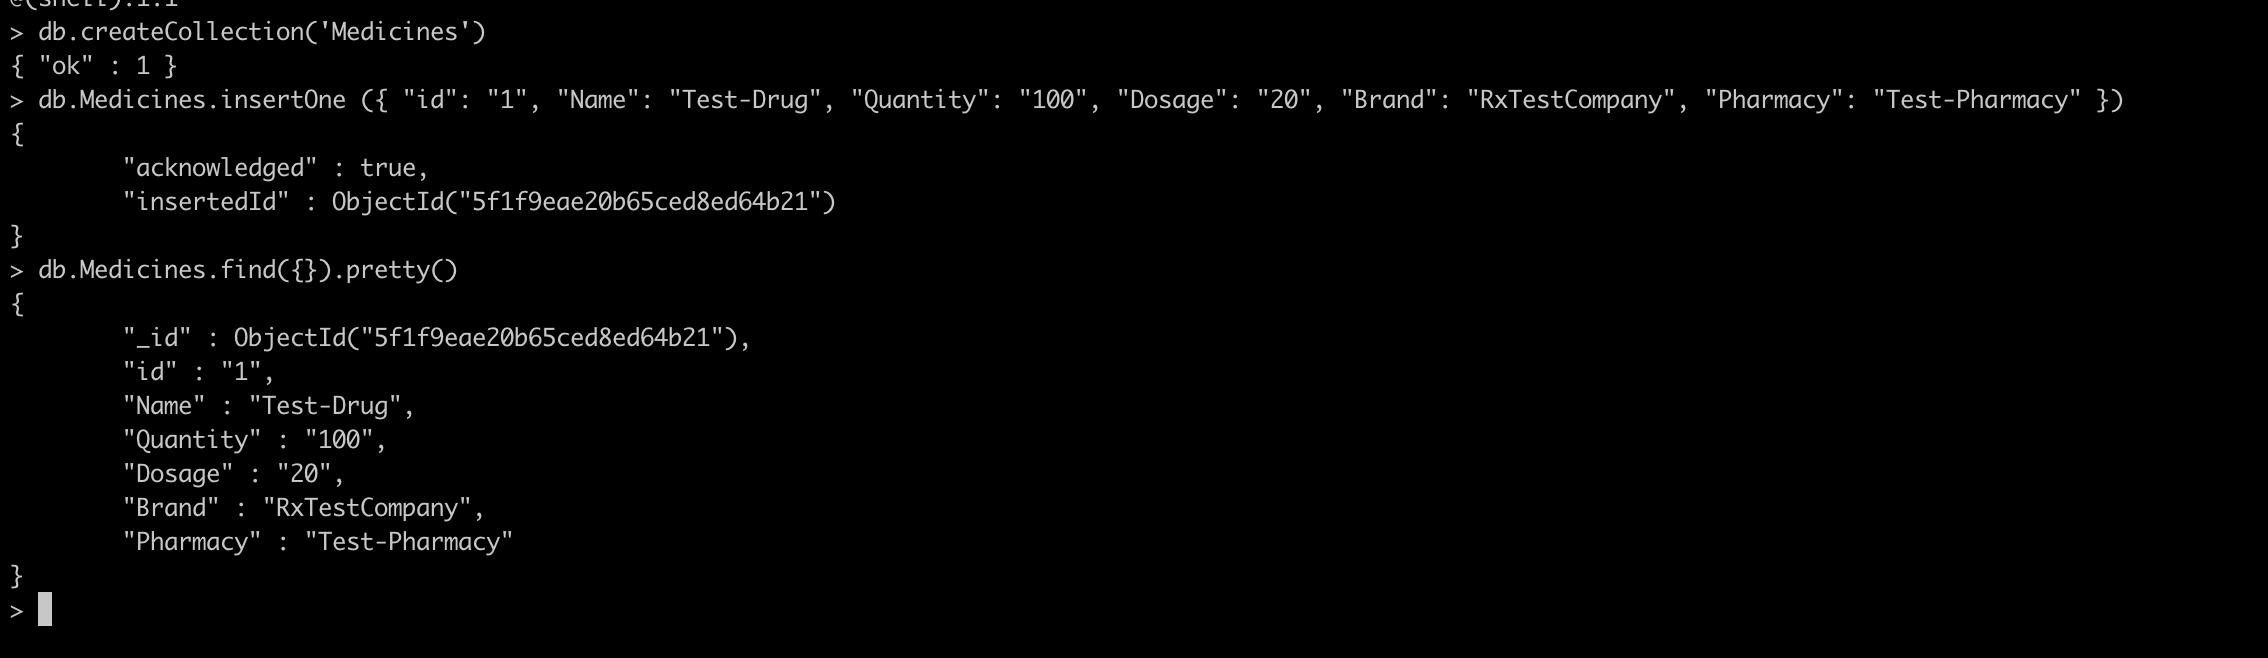 @(shell):1:1
> db.createCollection('Medicines')
{ "ok" : 1 }
> db.Medicines.insertOne ({ "id": "1", "Name": "Test-Drug", "Quantity": "100", "Dosage": "20", "Brand": "RxTestCompany", "Pharmacy": "Test-Pharmacy" })
{
        "acknowledged" : true,
        "insertedId" : ObjectId("5f1f9eae20b65ced8ed64b21")
}
> db.Medicines.find({}).pretty()
{
        "_id" : ObjectId("5f1f9eae20b65ced8ed64b21"),
        "id" : "1",
        "Name" : "Test-Drug",
        "Quantity" : "100",
        "Dosage" : "20",
        "Brand" : "RxTestCompany",
        "Pharmacy" : "Test-Pharmacy"
}
>